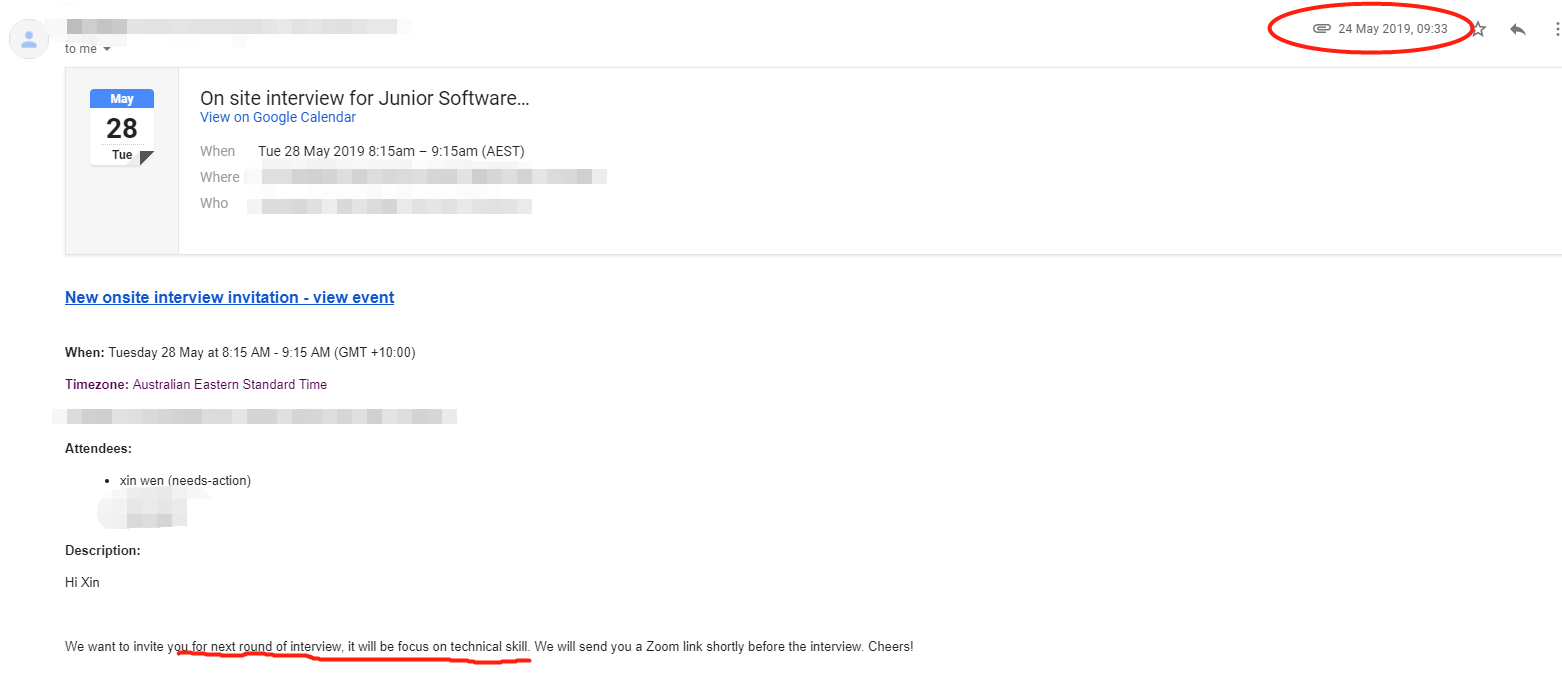 24 May 2019, 09:33
to me
May
28
Tue
On site interview for Junior Software...
View on Google Calendar
When Tue 28 May 2019 8:15am – 9:15am (AEST)
Where
Who
New onsite interview invitation - view event
When: Tuesday 28 May at 8:15 AM - 9:15 AM (GMT +10:00)
Timezone: Australian Eastern Standard Time
Attendees:
• xin wen (needs-action)
Description:
Hi Xin
We want to invite you for next round of interview, it will be focus on technical skill. We will send you a Zoom link shortly before the interview. Cheers!